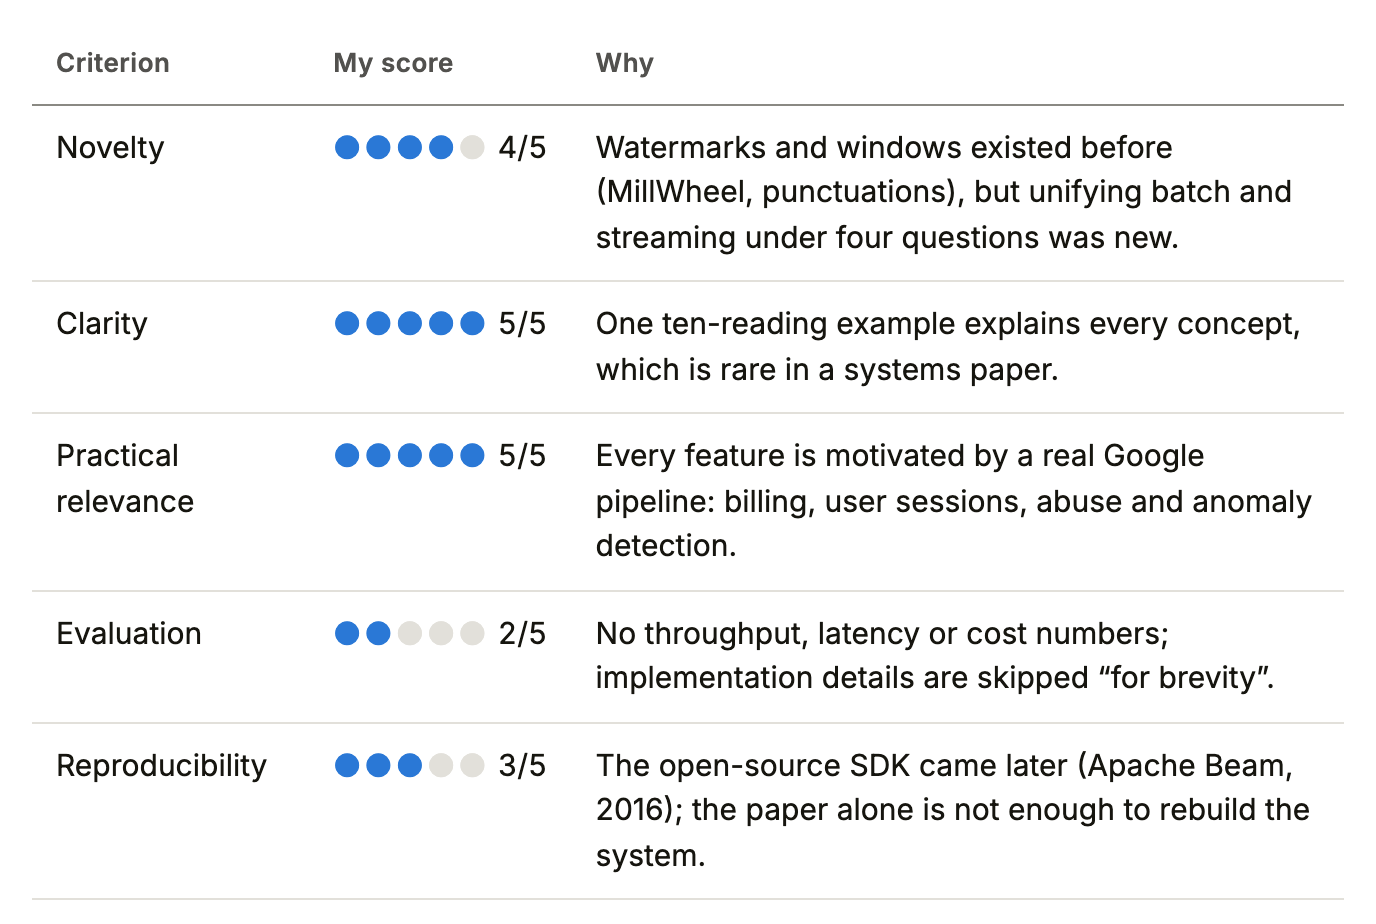 Criterion My score Why
Novelty 4/5 Watermarks and windows existed before
(MillWheel, punctuations), but unifying batch and
streaming under four questions was new.
Clarity 5/5 One ten-reading example explains every concept,
which is rare in a systems paper.
Practical 5/5 Every feature is motivated by a real Google
relevance pipeline: billing, user sessions, abuse and anomaly
detection.
Evaluation 2/5 No throughput, latency or cost numbers;
implementation details are skipped “for brevity”.
Reproducibility 3/5 The open-source SDK came later (Apache Beam,
2016); the paper alone is not enough to rebuild the
system.